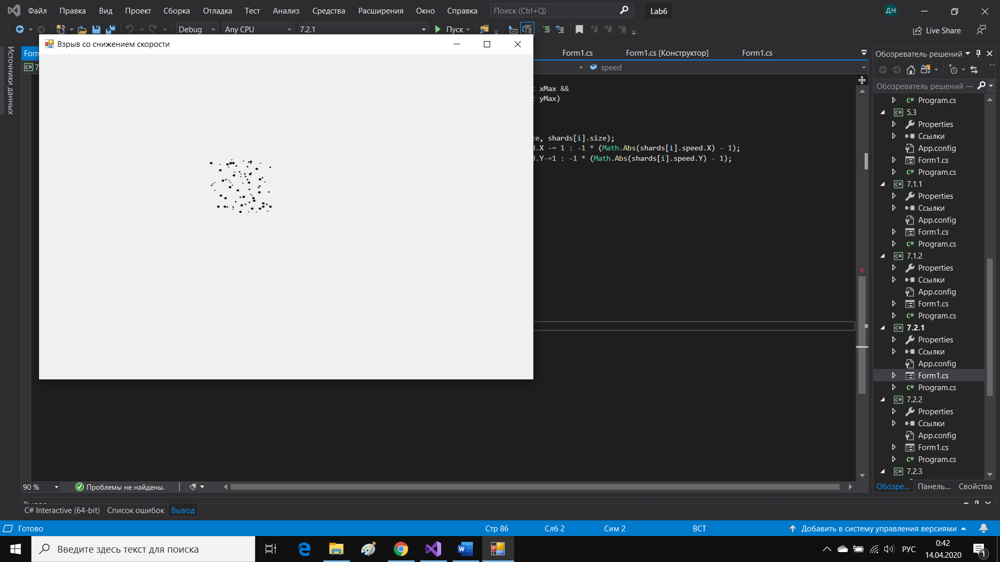 Файл Правка Вид Проект Сборка Отладка Тест Анализ Средства Расширения Окно Справка Поиск (Ctrl+Q) Lab6 ДН
Debug Any CPU 7.2.1 Пуск Live Share
Взрыв со снижением скорости
Источники данных
Form1.cs Form1.cs [Конструктор] Form1.cs
speed
xMax &&
yMax)
ze, shards[i].size);
d.X -= 1 : -1 * (Math.Abs(shards[i].speed.X) - 1);
d.Y-=1 : -1 * (Math.Abs(shards[i].speed.Y) - 1);
Обозреватель решений
Обозреватель решений —
C# Program.cs
C# 5.3
Properties
Ссылки
App.config
Form1.cs
C# Program.cs
C# 7.1.1
Properties
Ссылки
App.config
Form1.cs
C# Program.cs
C# 7.1.2
Properties
Ссылки
App.config
Form1.cs
C# Program.cs
C# 7.2.1
Properties
Ссылки
App.config
Form1.cs
C# Program.cs
C# 7.2.2
Properties
Ссылки
App.config
Form1.cs
C# Program.cs
C# 7.2.3
Обозре... Панель... Свойства
90 % Проблемы не найдены.
C# Interactive (64-bit) Список ошибок Вывод
Готово Стр 86 Слб 2 Сим 2 ВСТ Добавить в систему управления версиями
Введите здесь текст для поиска РУС 0:42
14.04.2020 1